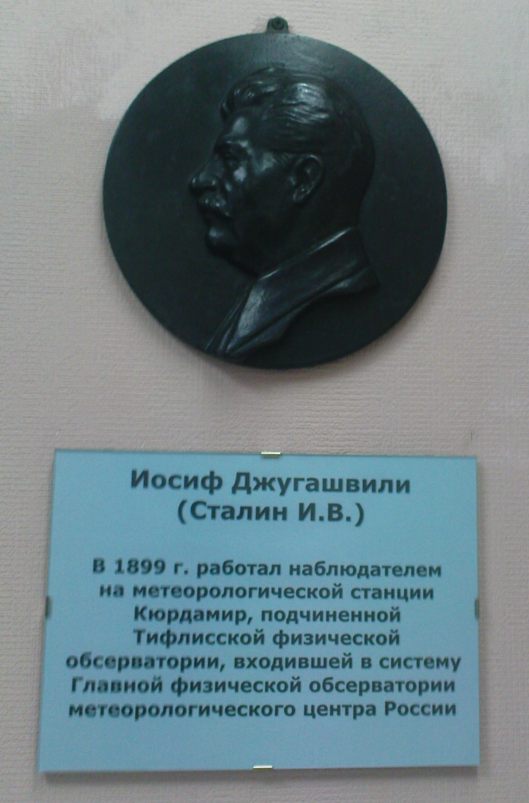 Иосиф Джугашвили
(Сталин И.В.)
В 1899 г. работал наблюдателем
на метеорологической станции
Кюрдамир, подчиненной
Тифлисской физической
обсерватории, входившей в систему
Главной физической обсерватории
метеорологического центра России